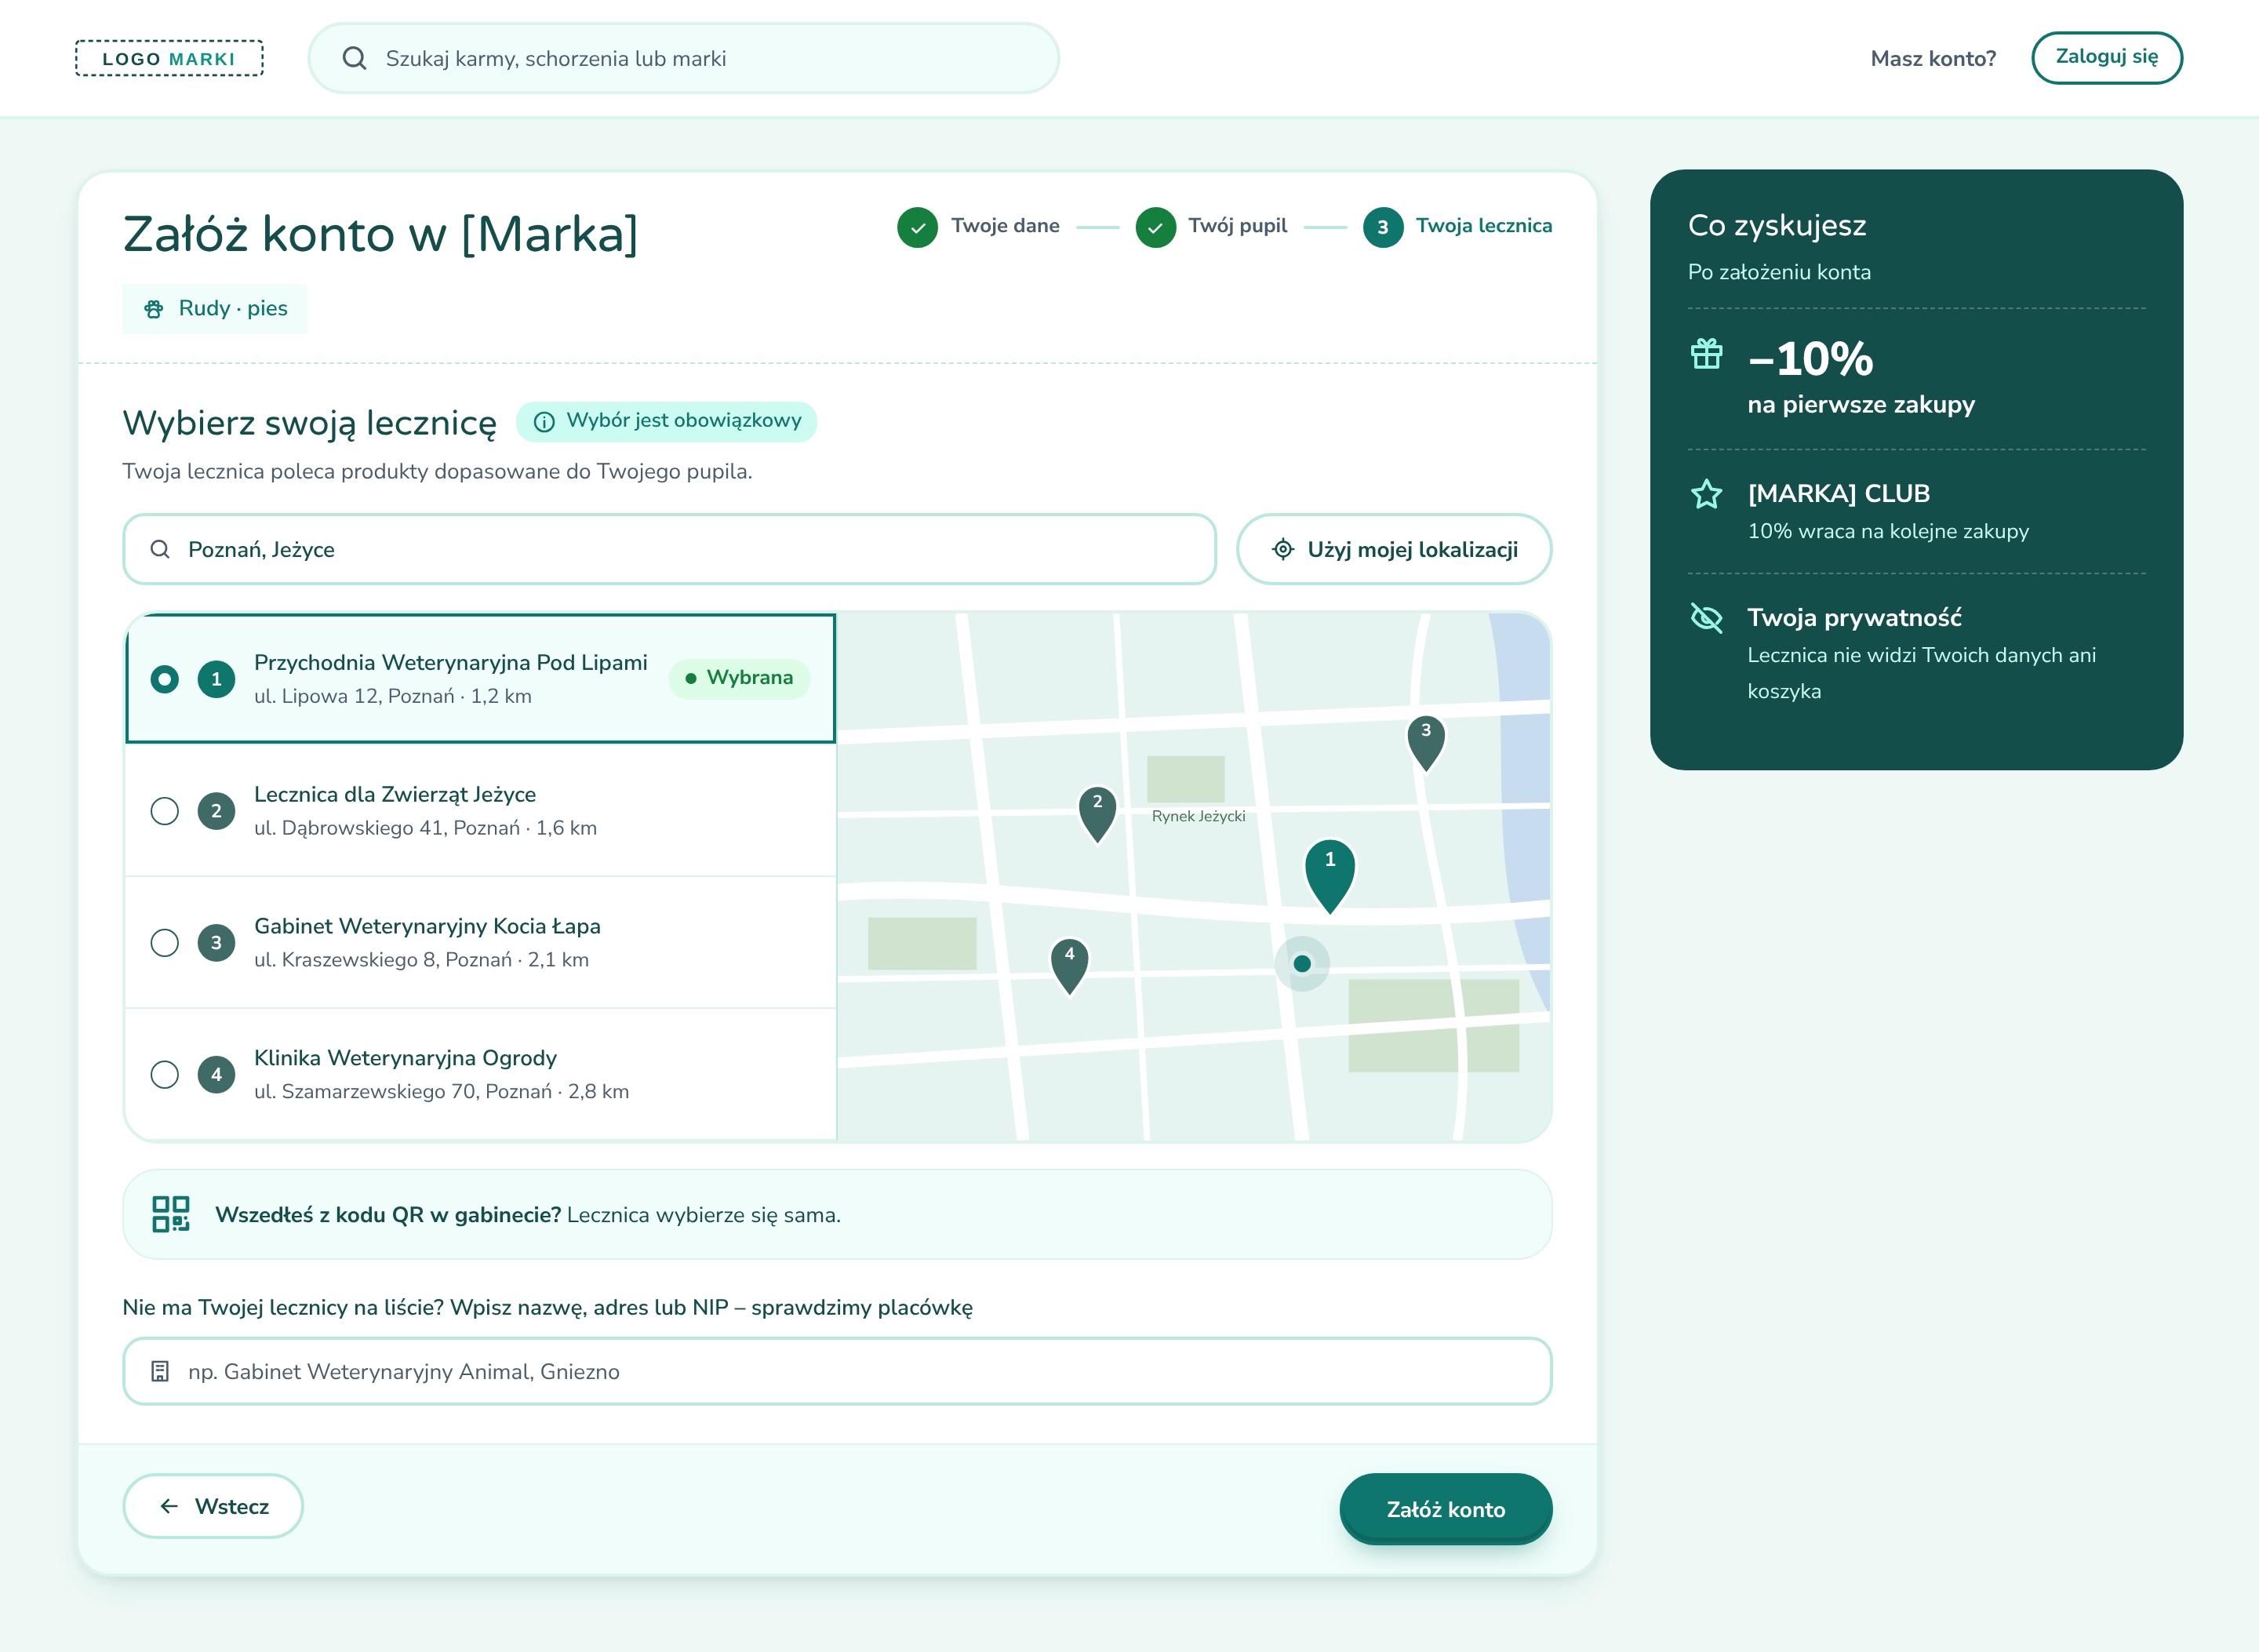 LOGO MARKI
Szukaj karmy, schorzenia lub marki
Masz konto?
Zaloguj się
Załóż konto w [Marka]
Twoje dane
Twój pupil
3
Twoja lecznica
Rudy · pies
Wybierz swoją lecznicę
Wybór jest obowiązkowy
Twoja lecznica poleca produkty dopasowane do Twojego pupila.
Poznań, Jeżyce
Użyj mojej lokalizacji
1
Przychodnia Weterynaryjna Pod Lipami
ul. Lipowa 12, Poznań · 1,2 km
Wybrana
2
Lecznica dla Zwierząt Jeżyce
ul. Dąbrowskiego 41, Poznań · 1,6 km
3
Gabinet Weterynaryjny Kocia Łapa
ul. Kraszewskiego 8, Poznań · 2,1 km
4
Klinika Weterynaryjna Ogrody
ul. Szamarzewskiego 70, Poznań · 2,8 km
3
2
Rynek Jeżycki
1
4
Wszedłeś z kodu QR w gabinecie? Lecznica wybierze się sama.
Nie ma Twojej lecznicy na liście? Wpisz nazwę, adres lub NIP – sprawdzimy placówkę
np. Gabinet Weterynaryjny Animal, Gniezno
Wstecz
Załóż konto
Co zyskujesz
Po założeniu konta
–10%
na pierwsze zakupy
[MARKA] CLUB
10% wraca na kolejne zakupy
Twoja prywatność
Lecznica nie widzi Twoich danych ani
koszyka